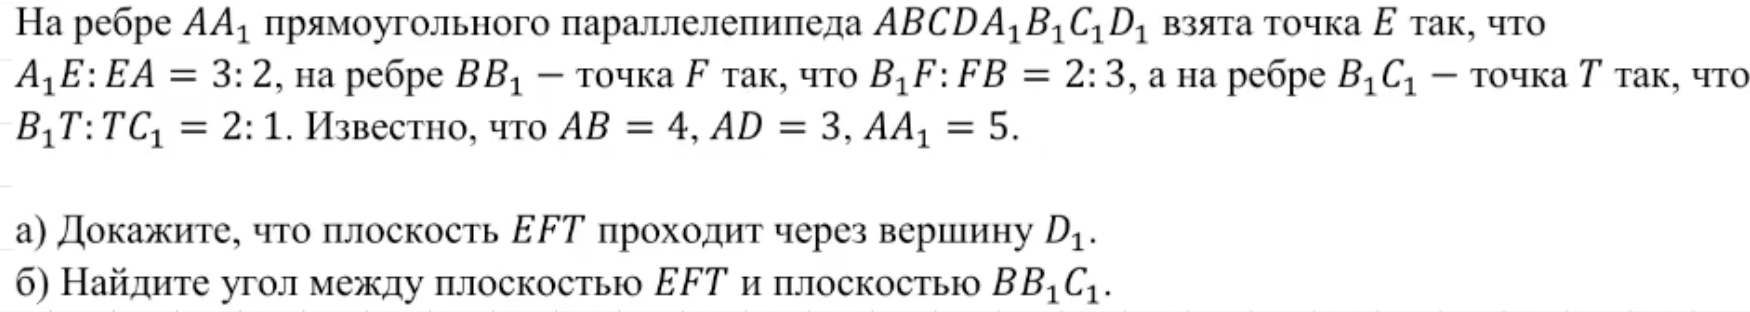 На ребре AA₁ прямоугольного параллелепипеда ABCDA₁B₁C₁D₁ взята точка E так, что
A₁E: EA = 3: 2, на ребре BB₁ − точка F так, что B₁F: FB = 2: 3, а на ребре B₁C₁ − точка T так, что
B₁T: TC₁ = 2: 1. Известно, что AB = 4, AD = 3, AA₁ = 5.
а) Докажите, что плоскость EFT проходит через вершину D₁.
б) Найдите угол между плоскостью EFT и плоскостью BB₁C₁.